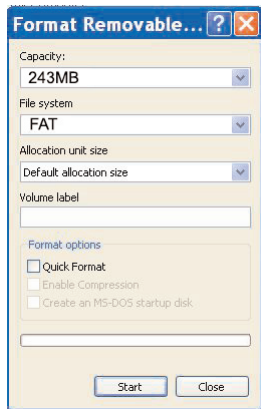 Format Removable... ?
Capacity:
243MB
File system
FAT
Allocation unit size
Default allocation size
Volume label
Format options
Quick Format
Enable Compression
Create an MS-DOS startup disk
Start Close